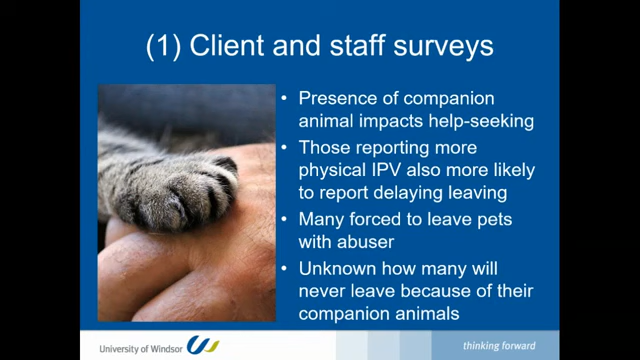 (1) Client and staff surveys
• Presence of companion
animal impacts help-seeking
• Those reporting more
physical IPV also more likely
to report delaying leaving
• Many forced to leave pets
with abuser
• Unknown how many will
never leave because of their
companion animals
University of Windsor
thinking forward